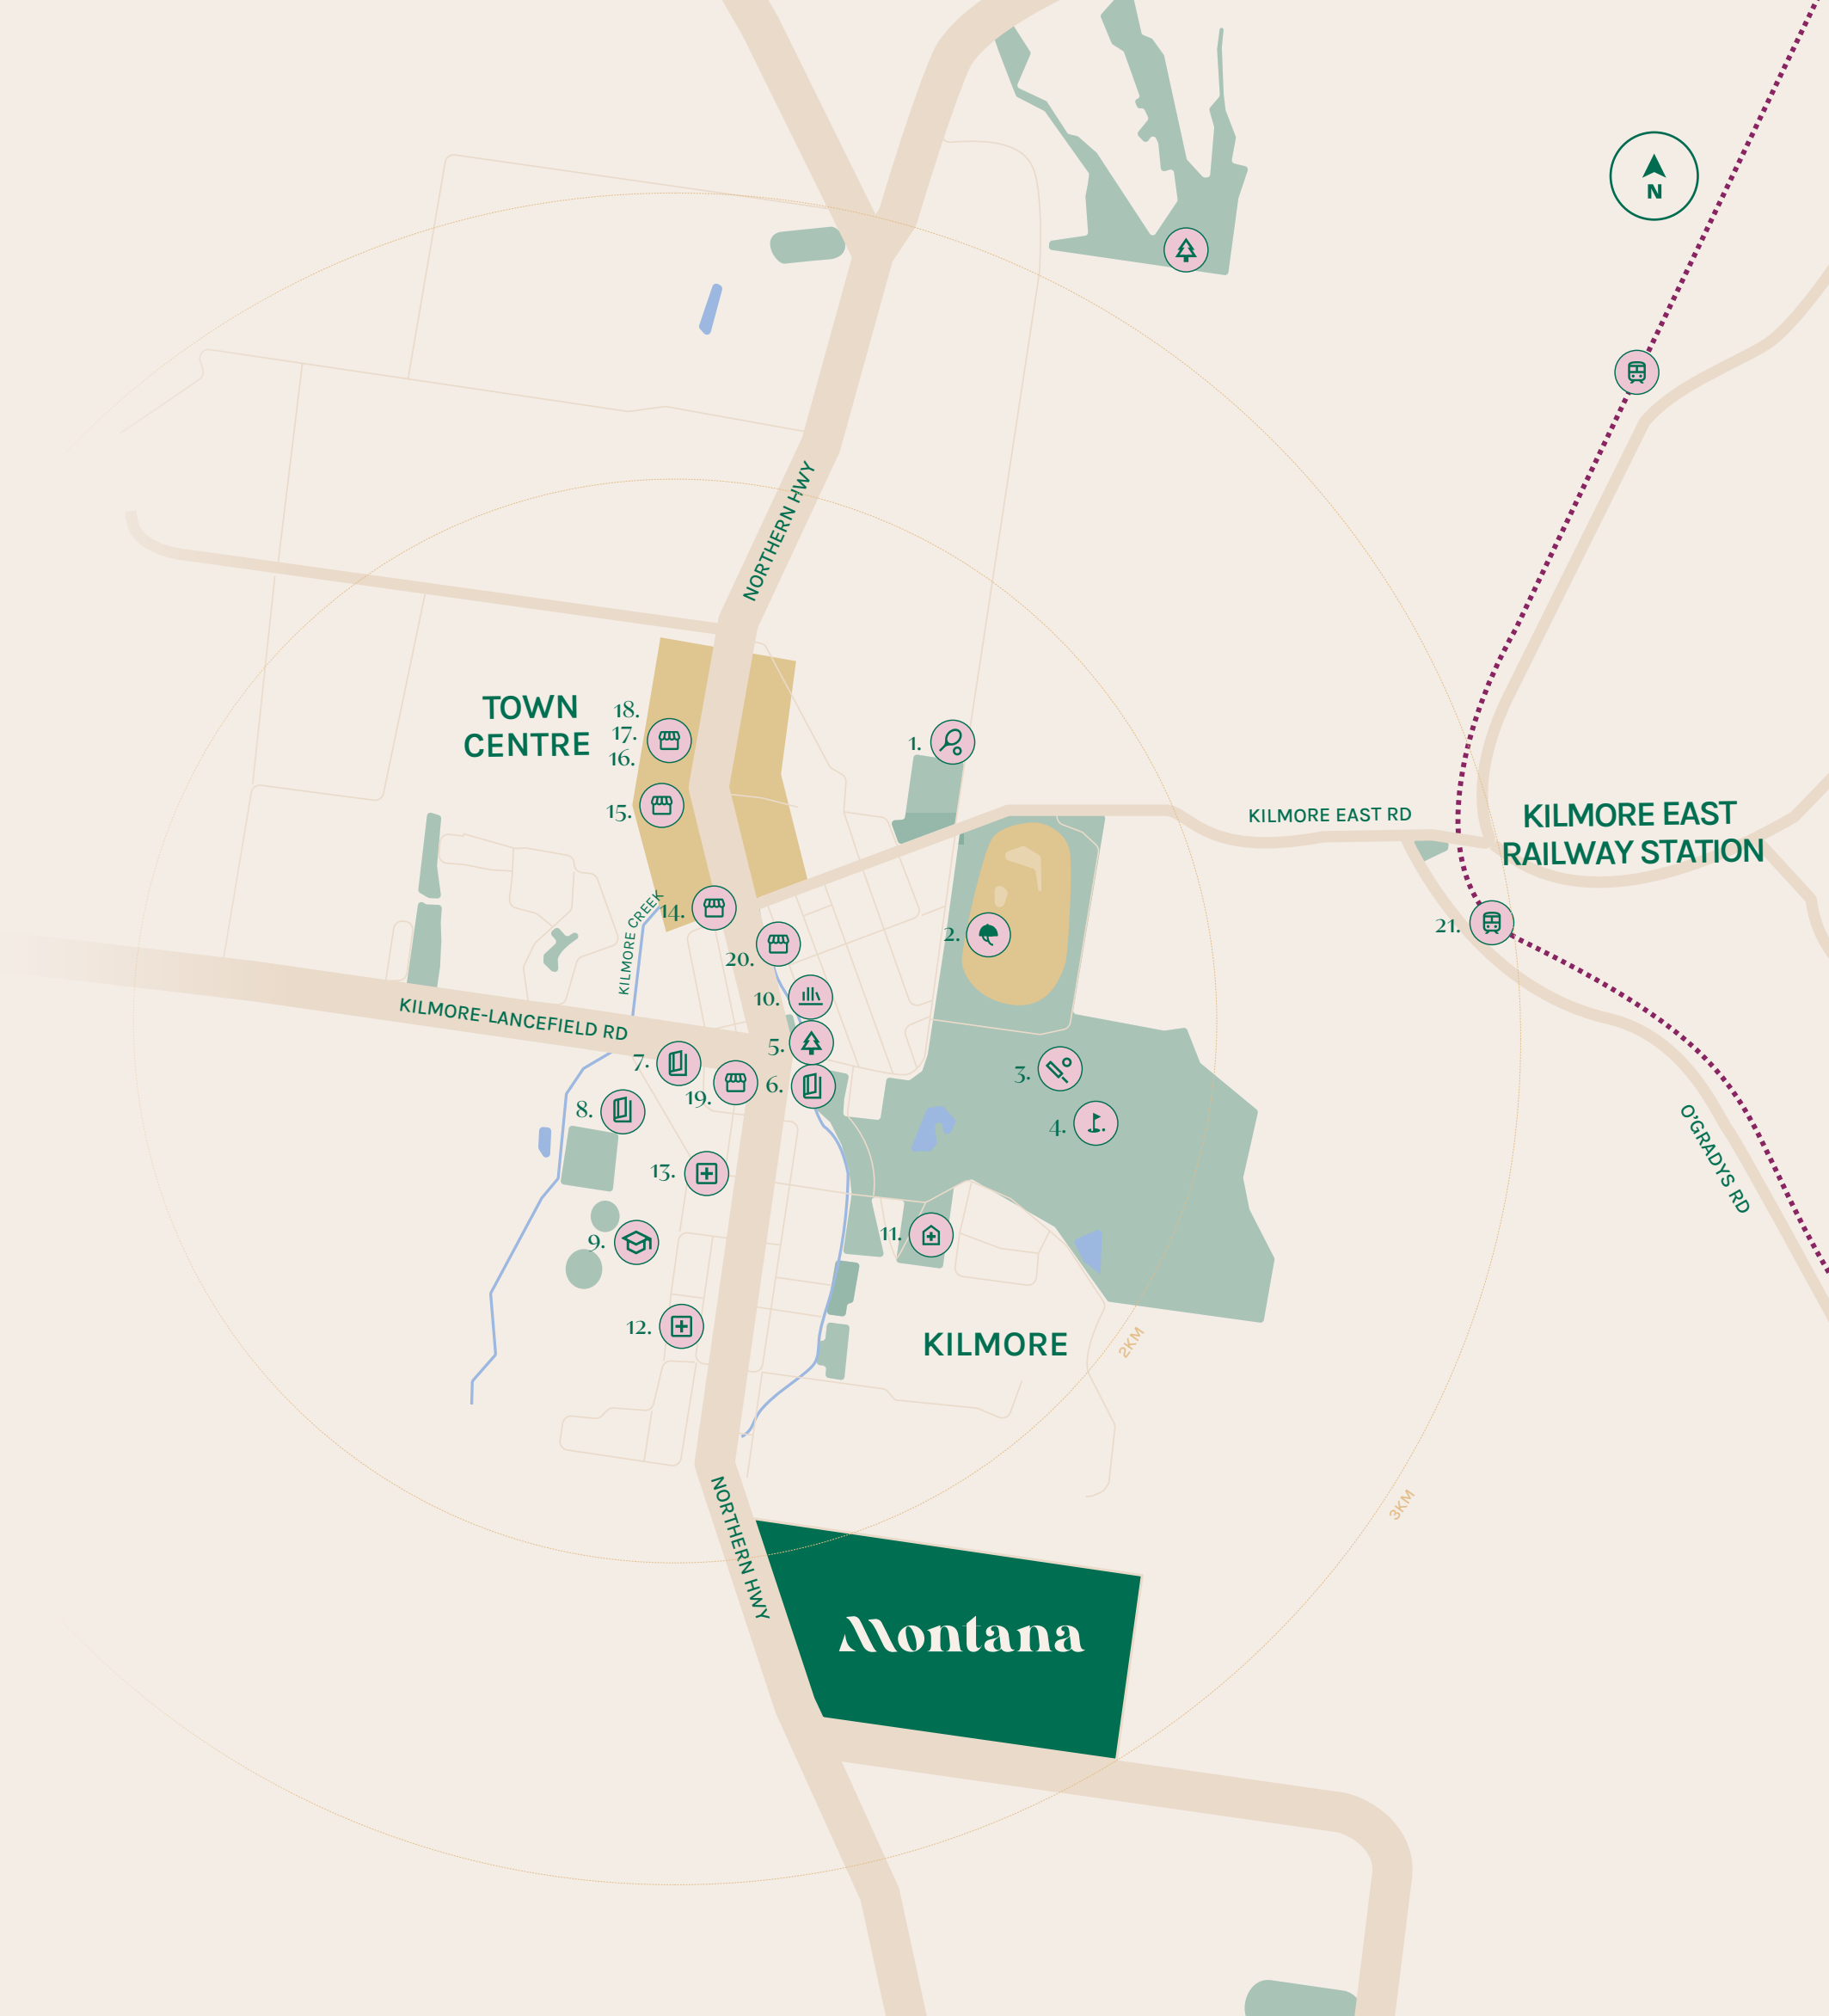 N
NORTHERN HWY
TOWN
CENTRE
18.
17.
16.
15.
1.
KILMORE EAST RD
KILMORE EAST
RAILWAY STATION
14.
KILMORE CREEK
2.
21.
20.
10.
KILMORE-LANCEFIELD RD
5.
7.
3.
6.
19.
8.
4.
O'GRADYS RD
13.
11.
9.
12.
KILMORE
2KM
3KM
NORTHERN HWY
Montana